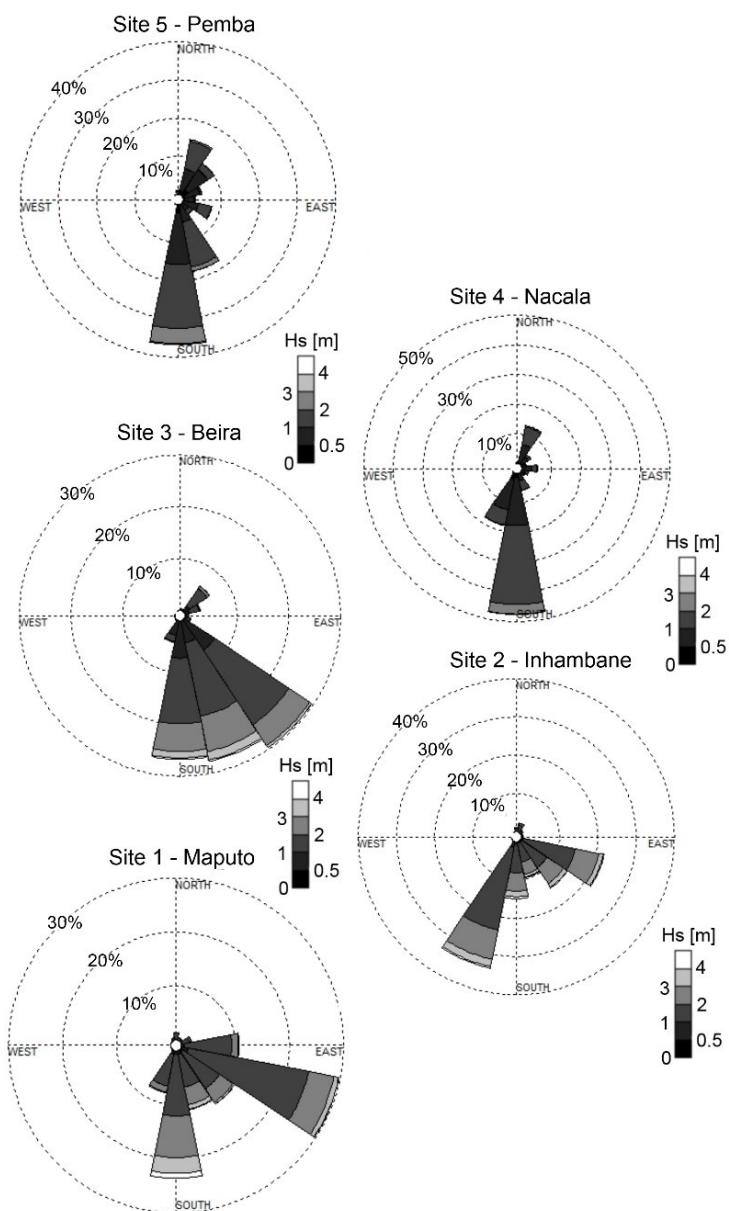 Site 5 - Pemba
NORTH
40%
30%
20%
10%
WEST
EAST
SOUTH
Hs [m]
4
3
2
1
0.5
0
Site 4 - Nacala
NORTH
50%
30%
10%
WEST
EAST
SOUTH
Hs [m]
4
3
2
1
0.5
0
Site 3 - Beira
NORTH
30%
20%
10%
WEST
EAST
SOUTH
Hs [m]
4
3
2
1
0.5
0
Site 2 - Inhambane
NORTH
40%
30%
20%
10%
WEST
EAST
SOUTH
Hs [m]
4
3
2
1
0.5
0
Site 1 - Maputo
NORTH
30%
20%
10%
WEST
EAST
SOUTH